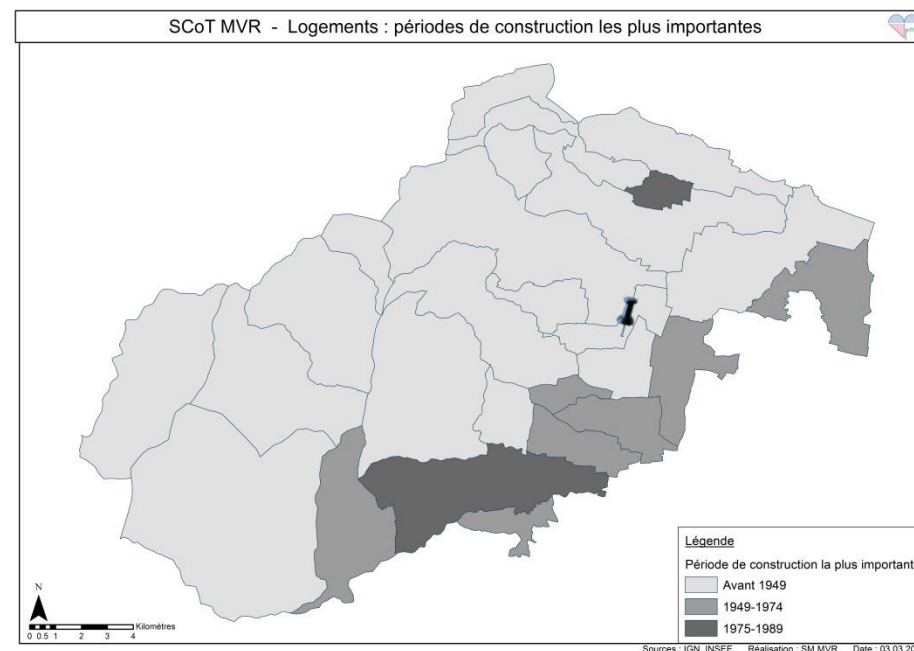 SCoT MVR - Logements : périodes de construction les plus importantes
Légende
Période de construction la plus important
Avant 1949
1949-1974
1975-1989
N
0 0.5 1 2 3 4 Kilomètres
Sources : IGN, INSEE Réalisation : SM MVR Date : 03.03.20